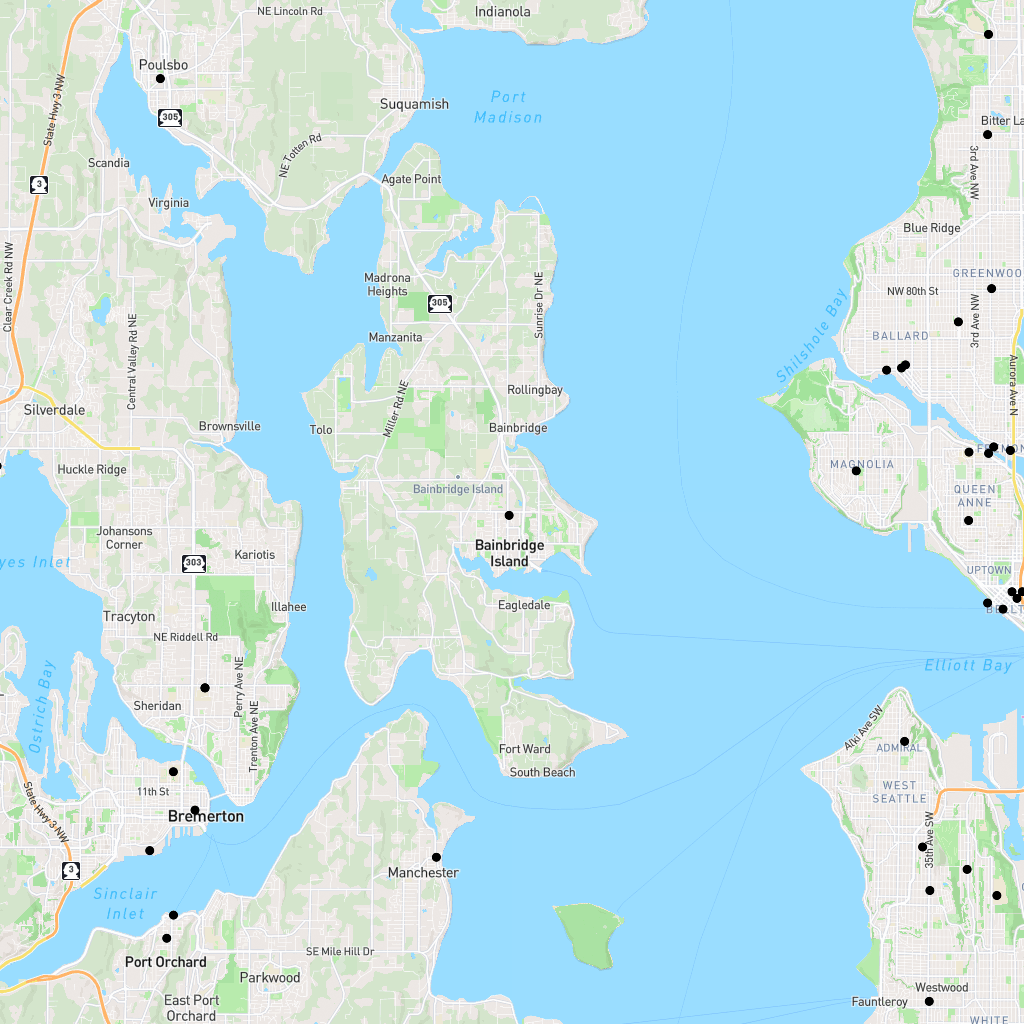 NE Lincoln Rd
Indianola
Poulsbo
State Hwy 3 NW
305
Suquamish
Port
Madison
Bitter La
NE Totten Rd
3rd Ave NW
Scandia
Agate Point
3
Virginia
Blue Ridge
Clear Creek Rd NW
Madrona
Heights
Sunrise Dr NE
GREENWOO
305
NW 80th St
3rd Ave NW
Manzanita
Shilshole Bay
BALLARD
Central Valley Rd NE
Aurora Ave N
Silverdale
Miller Rd NE
Rollingbay
Brownsville
Tolo
Bainbridge
Huckle Ridge
MAGNOLIA
Bainbridge Island
QUEEN
ANNE
Johansons
Corner
Bainbridge
Island
yes Inlet
303
Kariotis
UPTOWN
Tracyton
Illahee
Eagledale
BELLT
NE Riddell Rd
Elliott Bay
Ostrich Bay
Perry Ave NE
Sheridan
Trenton Ave NE
Alki Ave SW
ADMIRAL
Fort Ward
South Beach
State Hwy 3 NW
11th St
WEST
SEATTLE
Bremerton
35th Ave SW
3
Manchester
Sinclair
Inlet
SE Mile Hill Dr
Port Orchard
Parkwood
Westwood
East Port
Orchard
Fauntleroy
WHITE